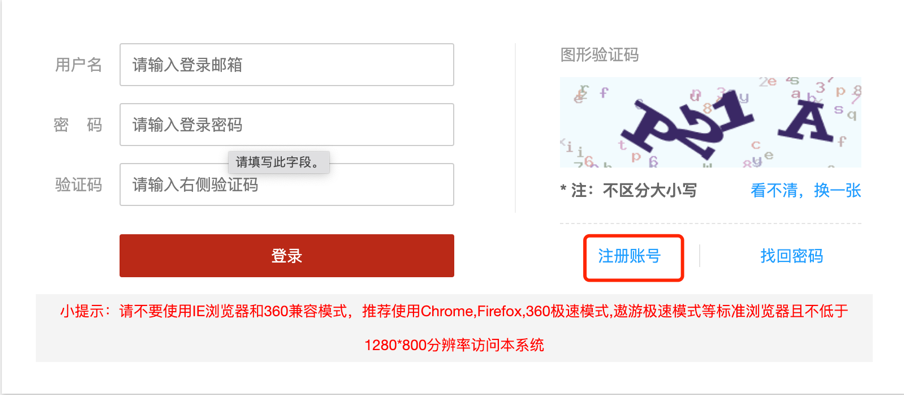 用户名
请输入登录邮箱
密 码
请输入登录密码
请填写此字段。
验证码
请输入右侧验证码
登录
图形验证码
P21A
* 注：不区分大小写
看不清，换一张
注册账号
找回密码
小提示：请不要使用IE浏览器和360兼容模式，推荐使用Chrome,Firefox,360极速模式,遨游极速模式等标准浏览器且不低于
1280*800分辨率访问本系统